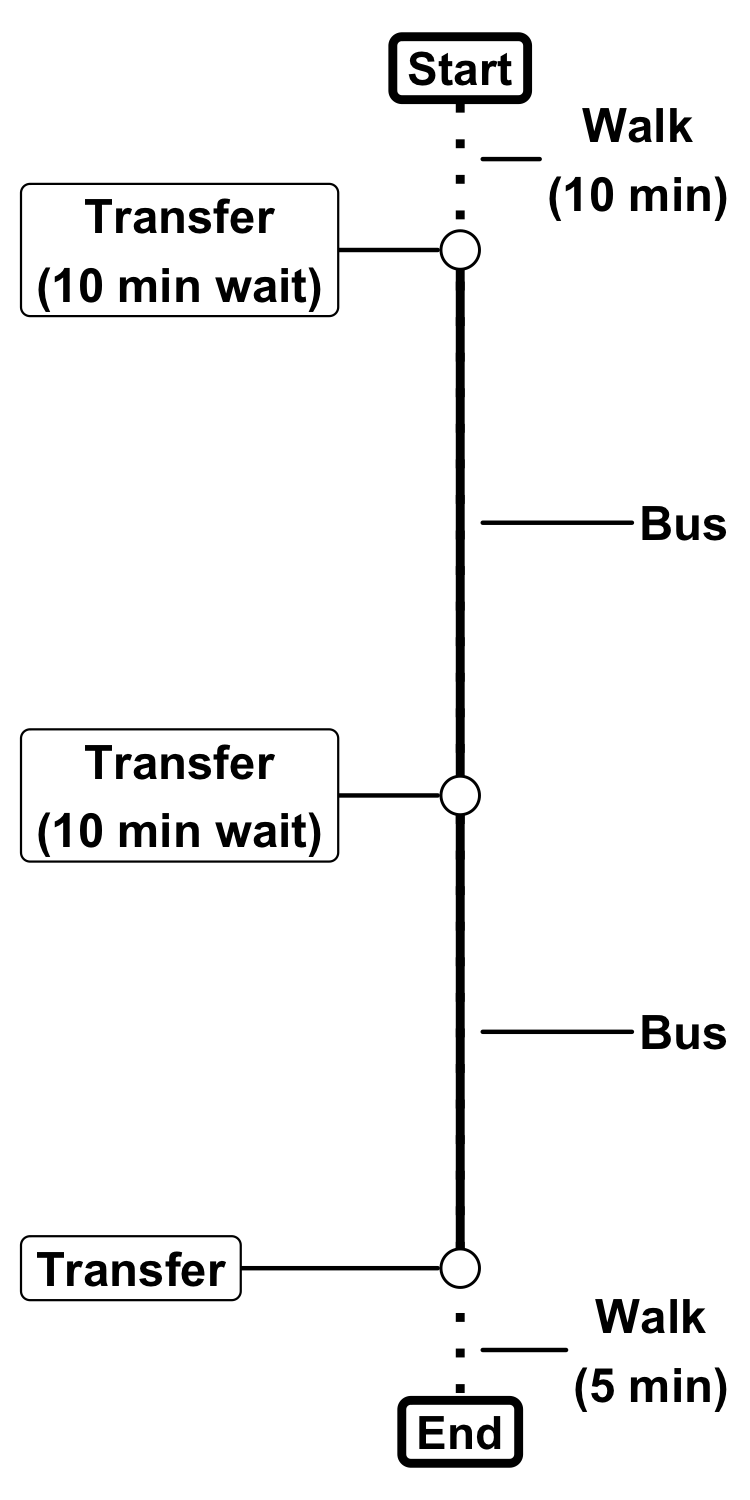 Start
Walk
(10 min)
Transfer
(10 min wait)
Bus
Transfer
(10 min wait)
Bus
Transfer
Walk
(5 min)
End